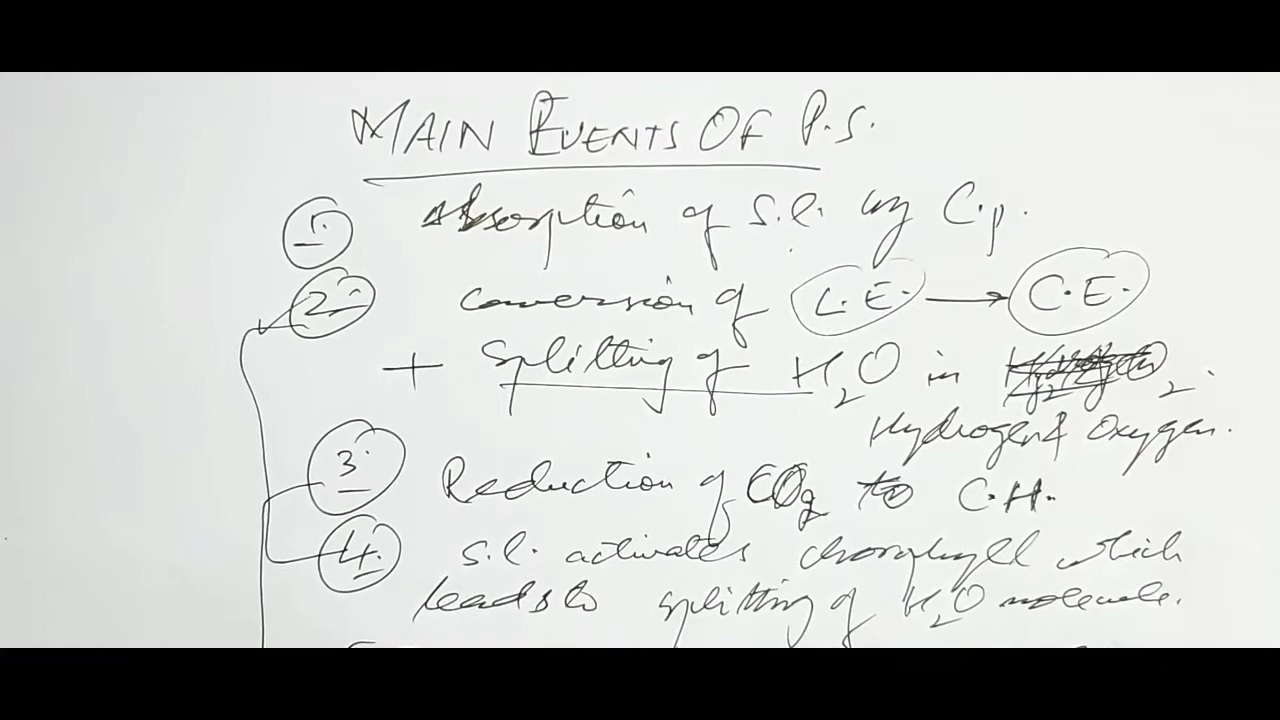 MAIN EVENTS OF P.S.
1. Absorption of S.l. by C.p.
2. Conversion of L.E. → C.E.
+ Splitting of H2O in
Hydrogen & Oxygen.
3. Reduction of CO2 to C.H.
4. S.l. activates chorophyll which
leads to splitting of H2O molecule.